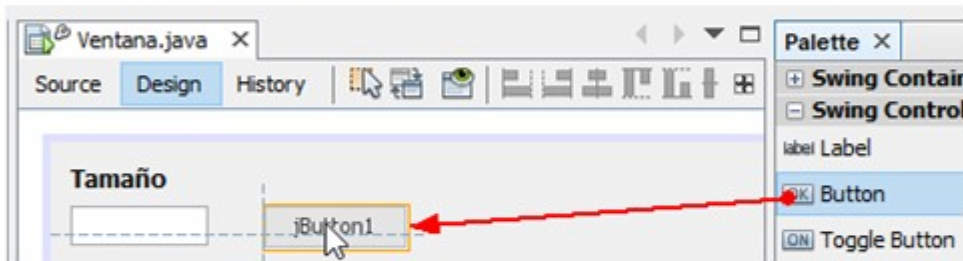 Ventana.java
Source Design History
Tamaño
jButton1
Palette
Swing Contain
Swing Control
label Label
OK Button
ON Toggle Button